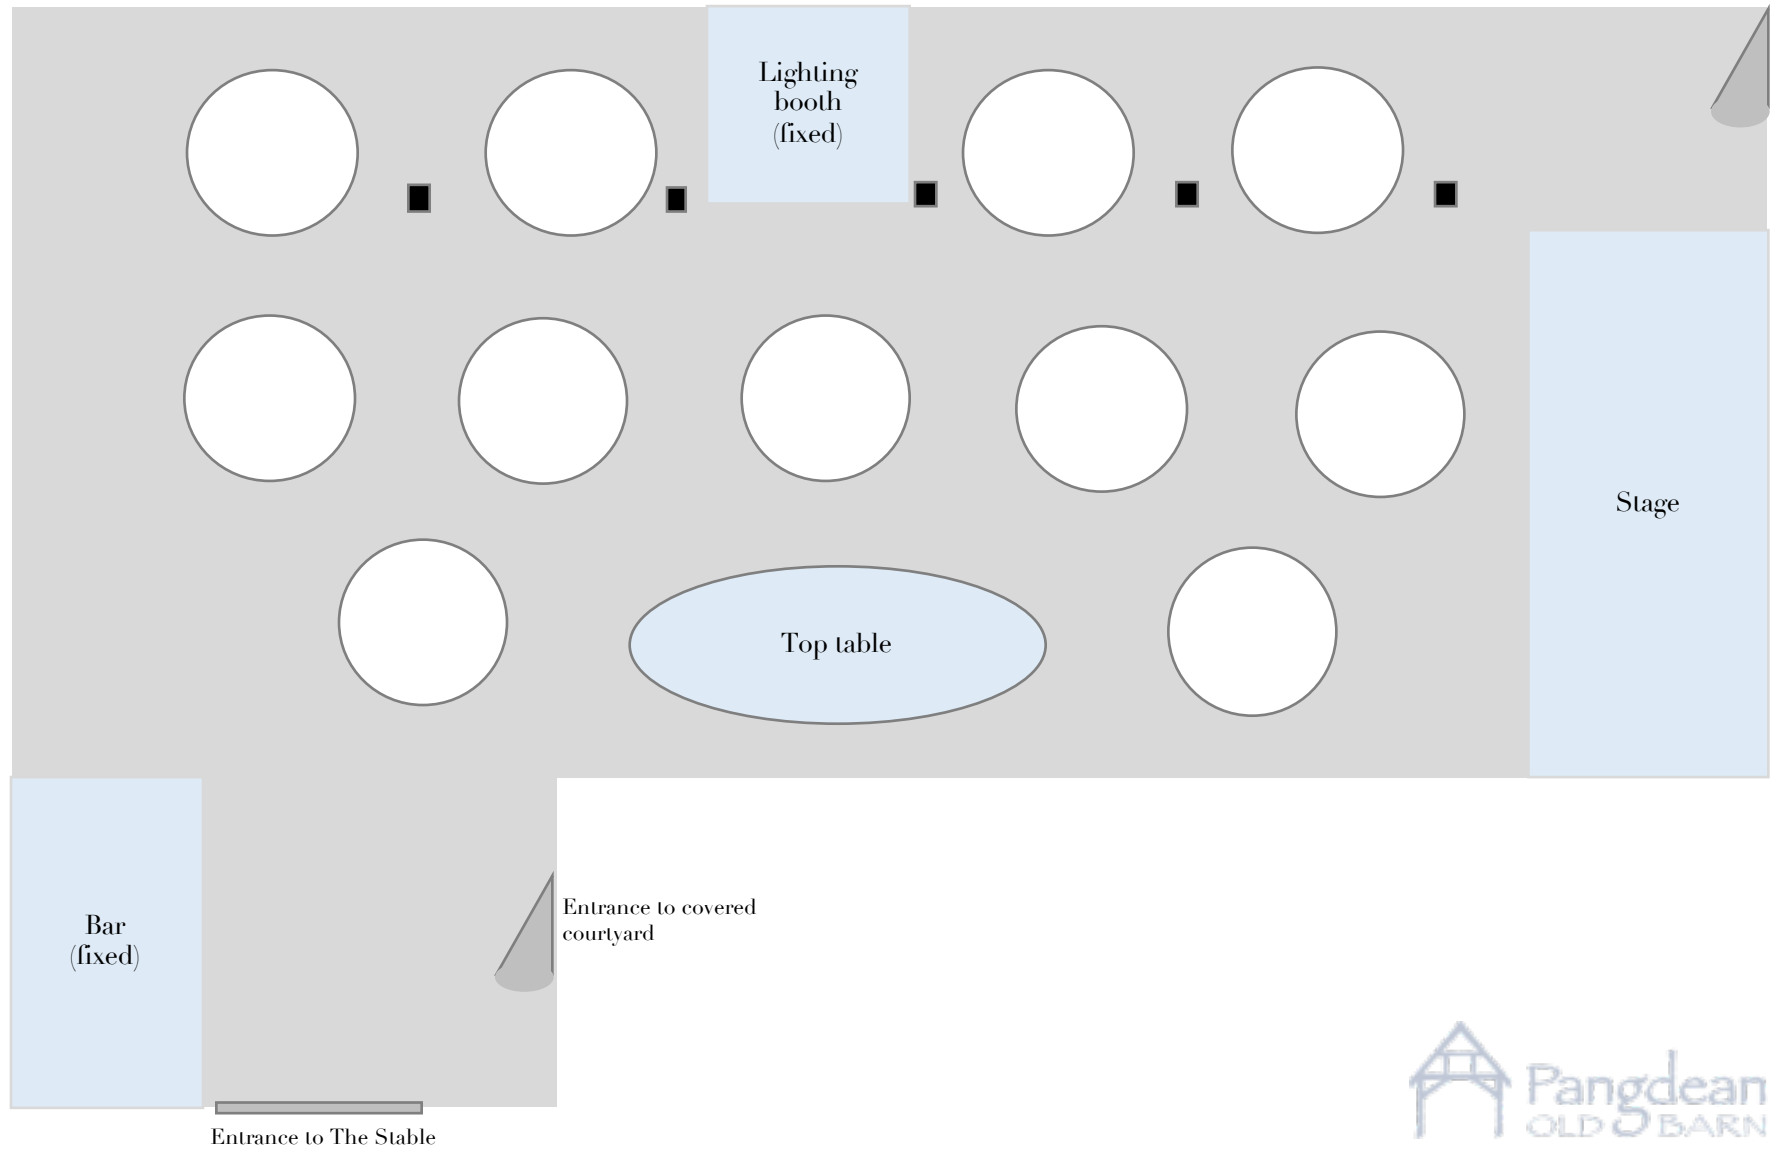 Lighting
booth
(fixed)
Stage
Top table
Bar
(fixed)
Entrance to covered
courtyard
Entrance to The Stable
Pangdean
OLD BARN